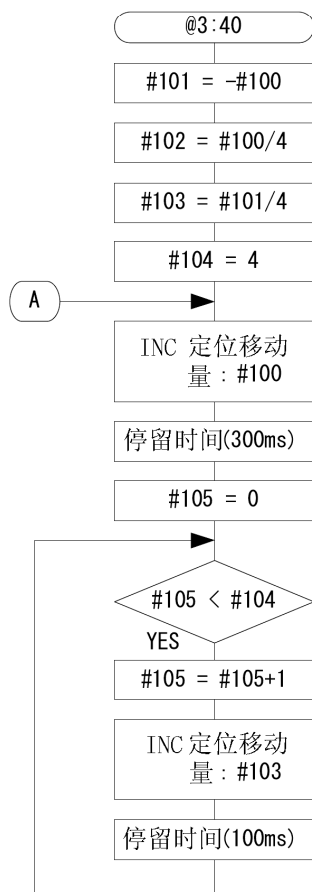 @3:40
#101 = -#100
#102 = #100/4
#103 = #101/4
#104 = 4
A
INC 定位移动
量：#100
停留时间(300ms)
#105 = 0
#105 < #104
YES
#105 = #105+1
INC 定位移动
量：#103
停留时间(100ms)